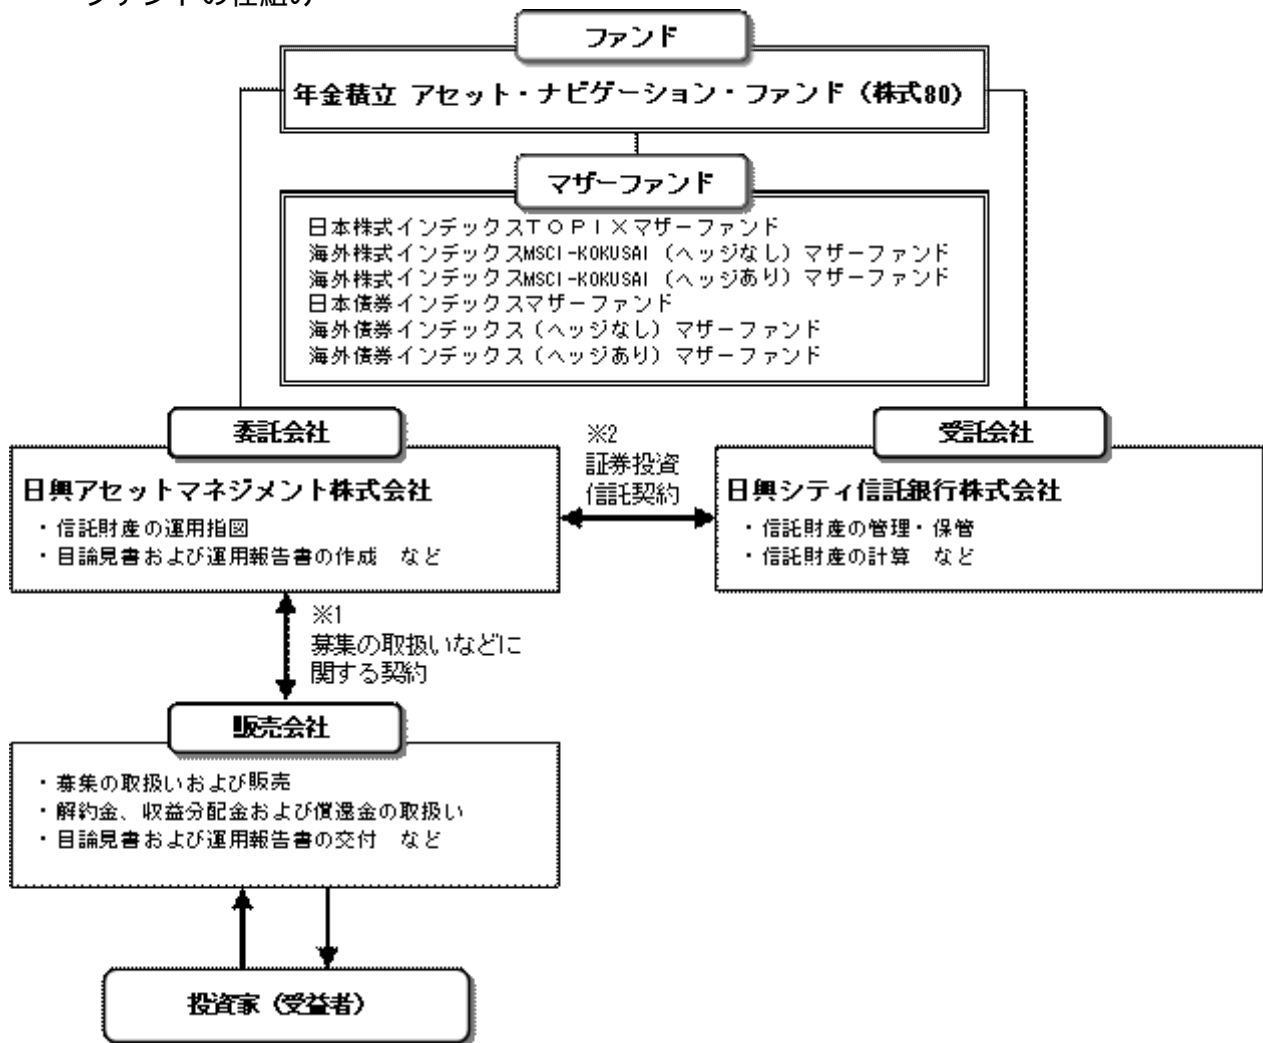 ファンドの仕組み
ファンド
年金積立 アセット・ナビゲーション・ファンド（株式80）
マザーファンド
日本株式インデックスＴＯＰＩＸマザーファンド
海外株式インデックスMSCI-KOKUSAI（ヘッジなし）マザーファンド
海外株式インデックスMSCI-KOKUSAI（ヘッジあり）マザーファンド
日本債券インデックスマザーファンド
海外債券インデックス（ヘッジなし）マザーファンド
海外債券インデックス（ヘッジあり）マザーファンド
委託会社
日興アセットマネジメント株式会社
・信託財産の運用指図
・目論見書および運用報告書の作成　など
※2
証券投資
信託契約
受託会社
日興シティ信託銀行株式会社
・信託財産の管理・保管
・信託財産の計算　など
※1
募集の取扱いなどに
関する契約
販売会社
・募集の取扱いおよび販売
・解約金、収益分配金および償還金の取扱い
・目論見書および運用報告書の交付　など
投資家（受益者）